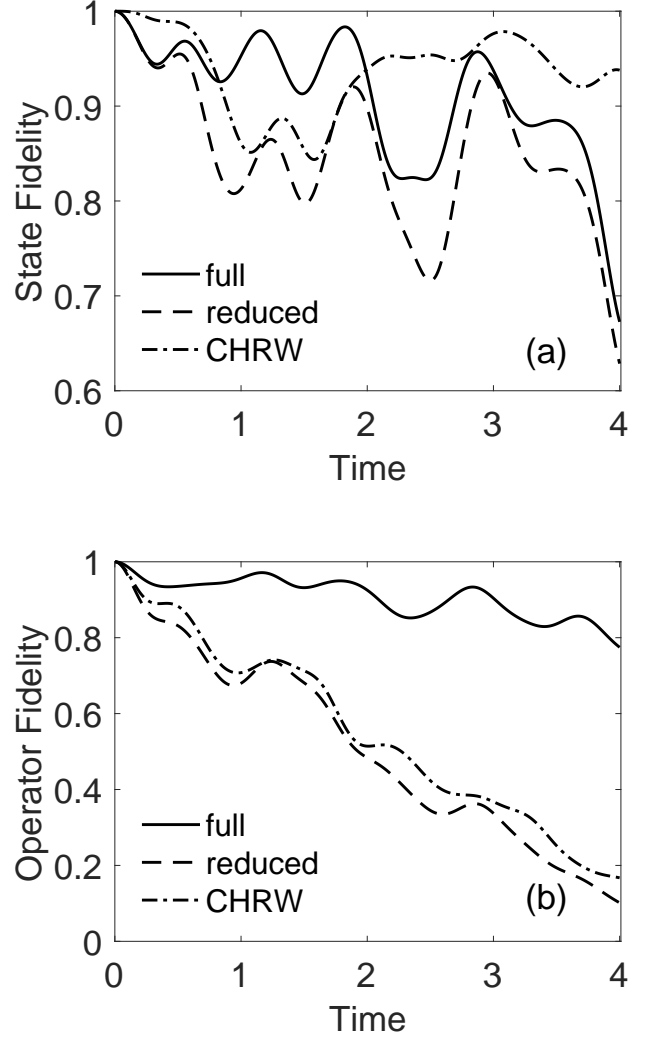 1
0.9
0.8
0.7
0.6
State Fidelity
full
reduced
CHRW
(a)
0 1 2 3 4
Time
1
0.8
0.6
0.4
0.2
0
Operator Fidelity
full
reduced
CHRW
(b)
0 1 2 3 4
Time